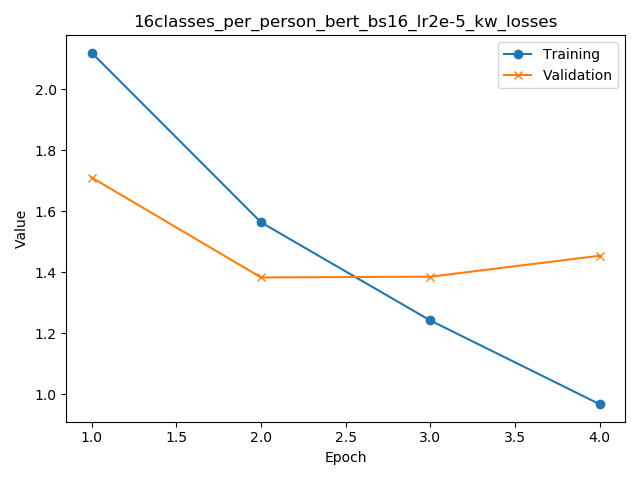 16classes_per_person_bert_bs16_lr2e-5_kw_losses
Training
Validation
Value
2.0
1.8
1.6
1.4
1.2
1.0
1.0
1.5
2.0
2.5
3.0
3.5
4.0
Epoch